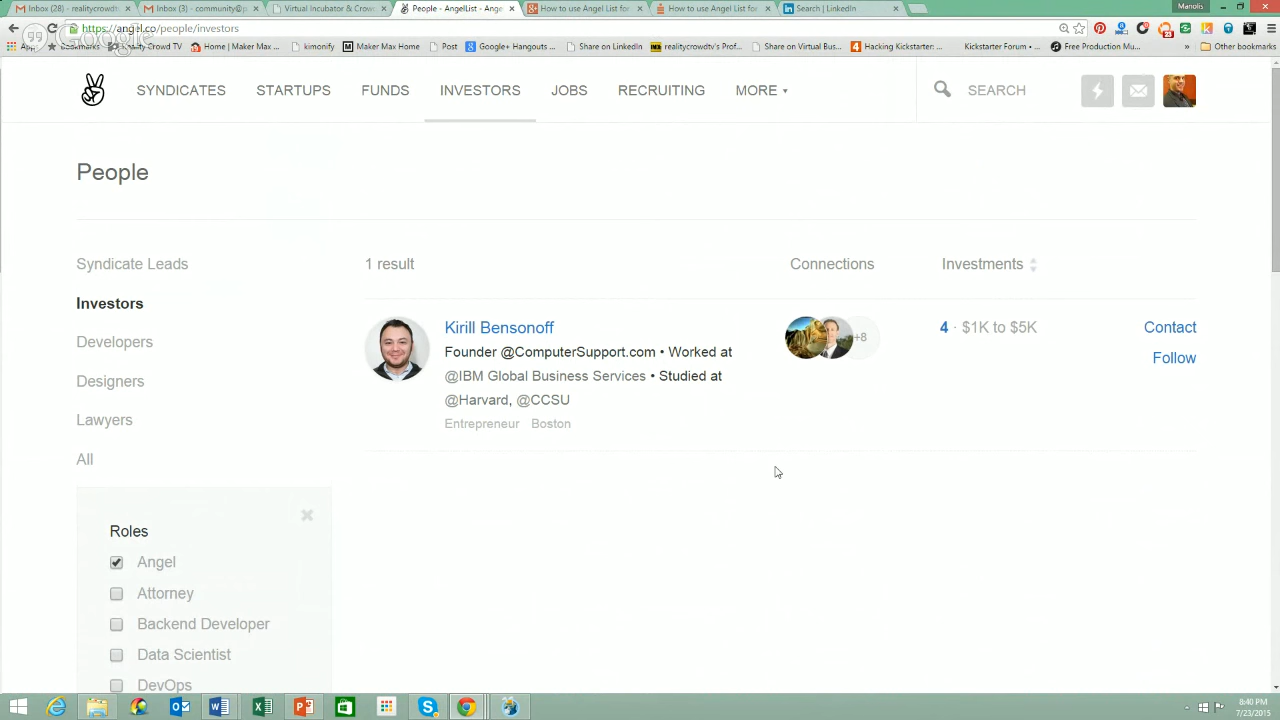 Inbox (28) - realitycrowdtv
Inbox (3) - community@p
Virtual Incubator & Crowd
People - AngelList - Ange
How to use Angel List for
How to use Angel List for
Search | LinkedIn
Manolis
https://angel.co/people/investors
Google+
Bookmarks
Crowd TV
Home | Maker Max
kimonify
Maker Max Home
Post
Google+ Hangouts
Share on LinkedIn
realitycrowdtv's Prof
Share on Virtual Inc
Hacking Kickstarter:
Kickstarter Forum
Free Production Mu
Other bookmarks
SYNDICATES STARTUPS FUNDS INVESTORS JOBS RECRUITING MORE
SEARCH
People
Syndicate Leads
Investors
Developers
Designers
Lawyers
All
1 result Connections Investments
Kirill Bensonoff
Founder @ComputerSupport.com • Worked at
@IBM Global Business Services • Studied at
@Harvard, @CCSU
Entrepreneur Boston
+8
4 · $1K to $5K
Contact
Follow
Roles
Angel
Attorney
Backend Developer
Data Scientist
DevOps
8:40 PM
7/23/2015